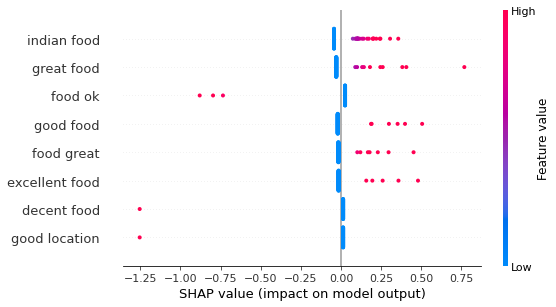 High
indian food
great food
food ok
good food
food great
excellent food
decent food
good location
Low
Feature value
−1.25 −1.00 −0.75 −0.50 −0.25 0.00 0.25 0.50 0.75
SHAP value (impact on model output)